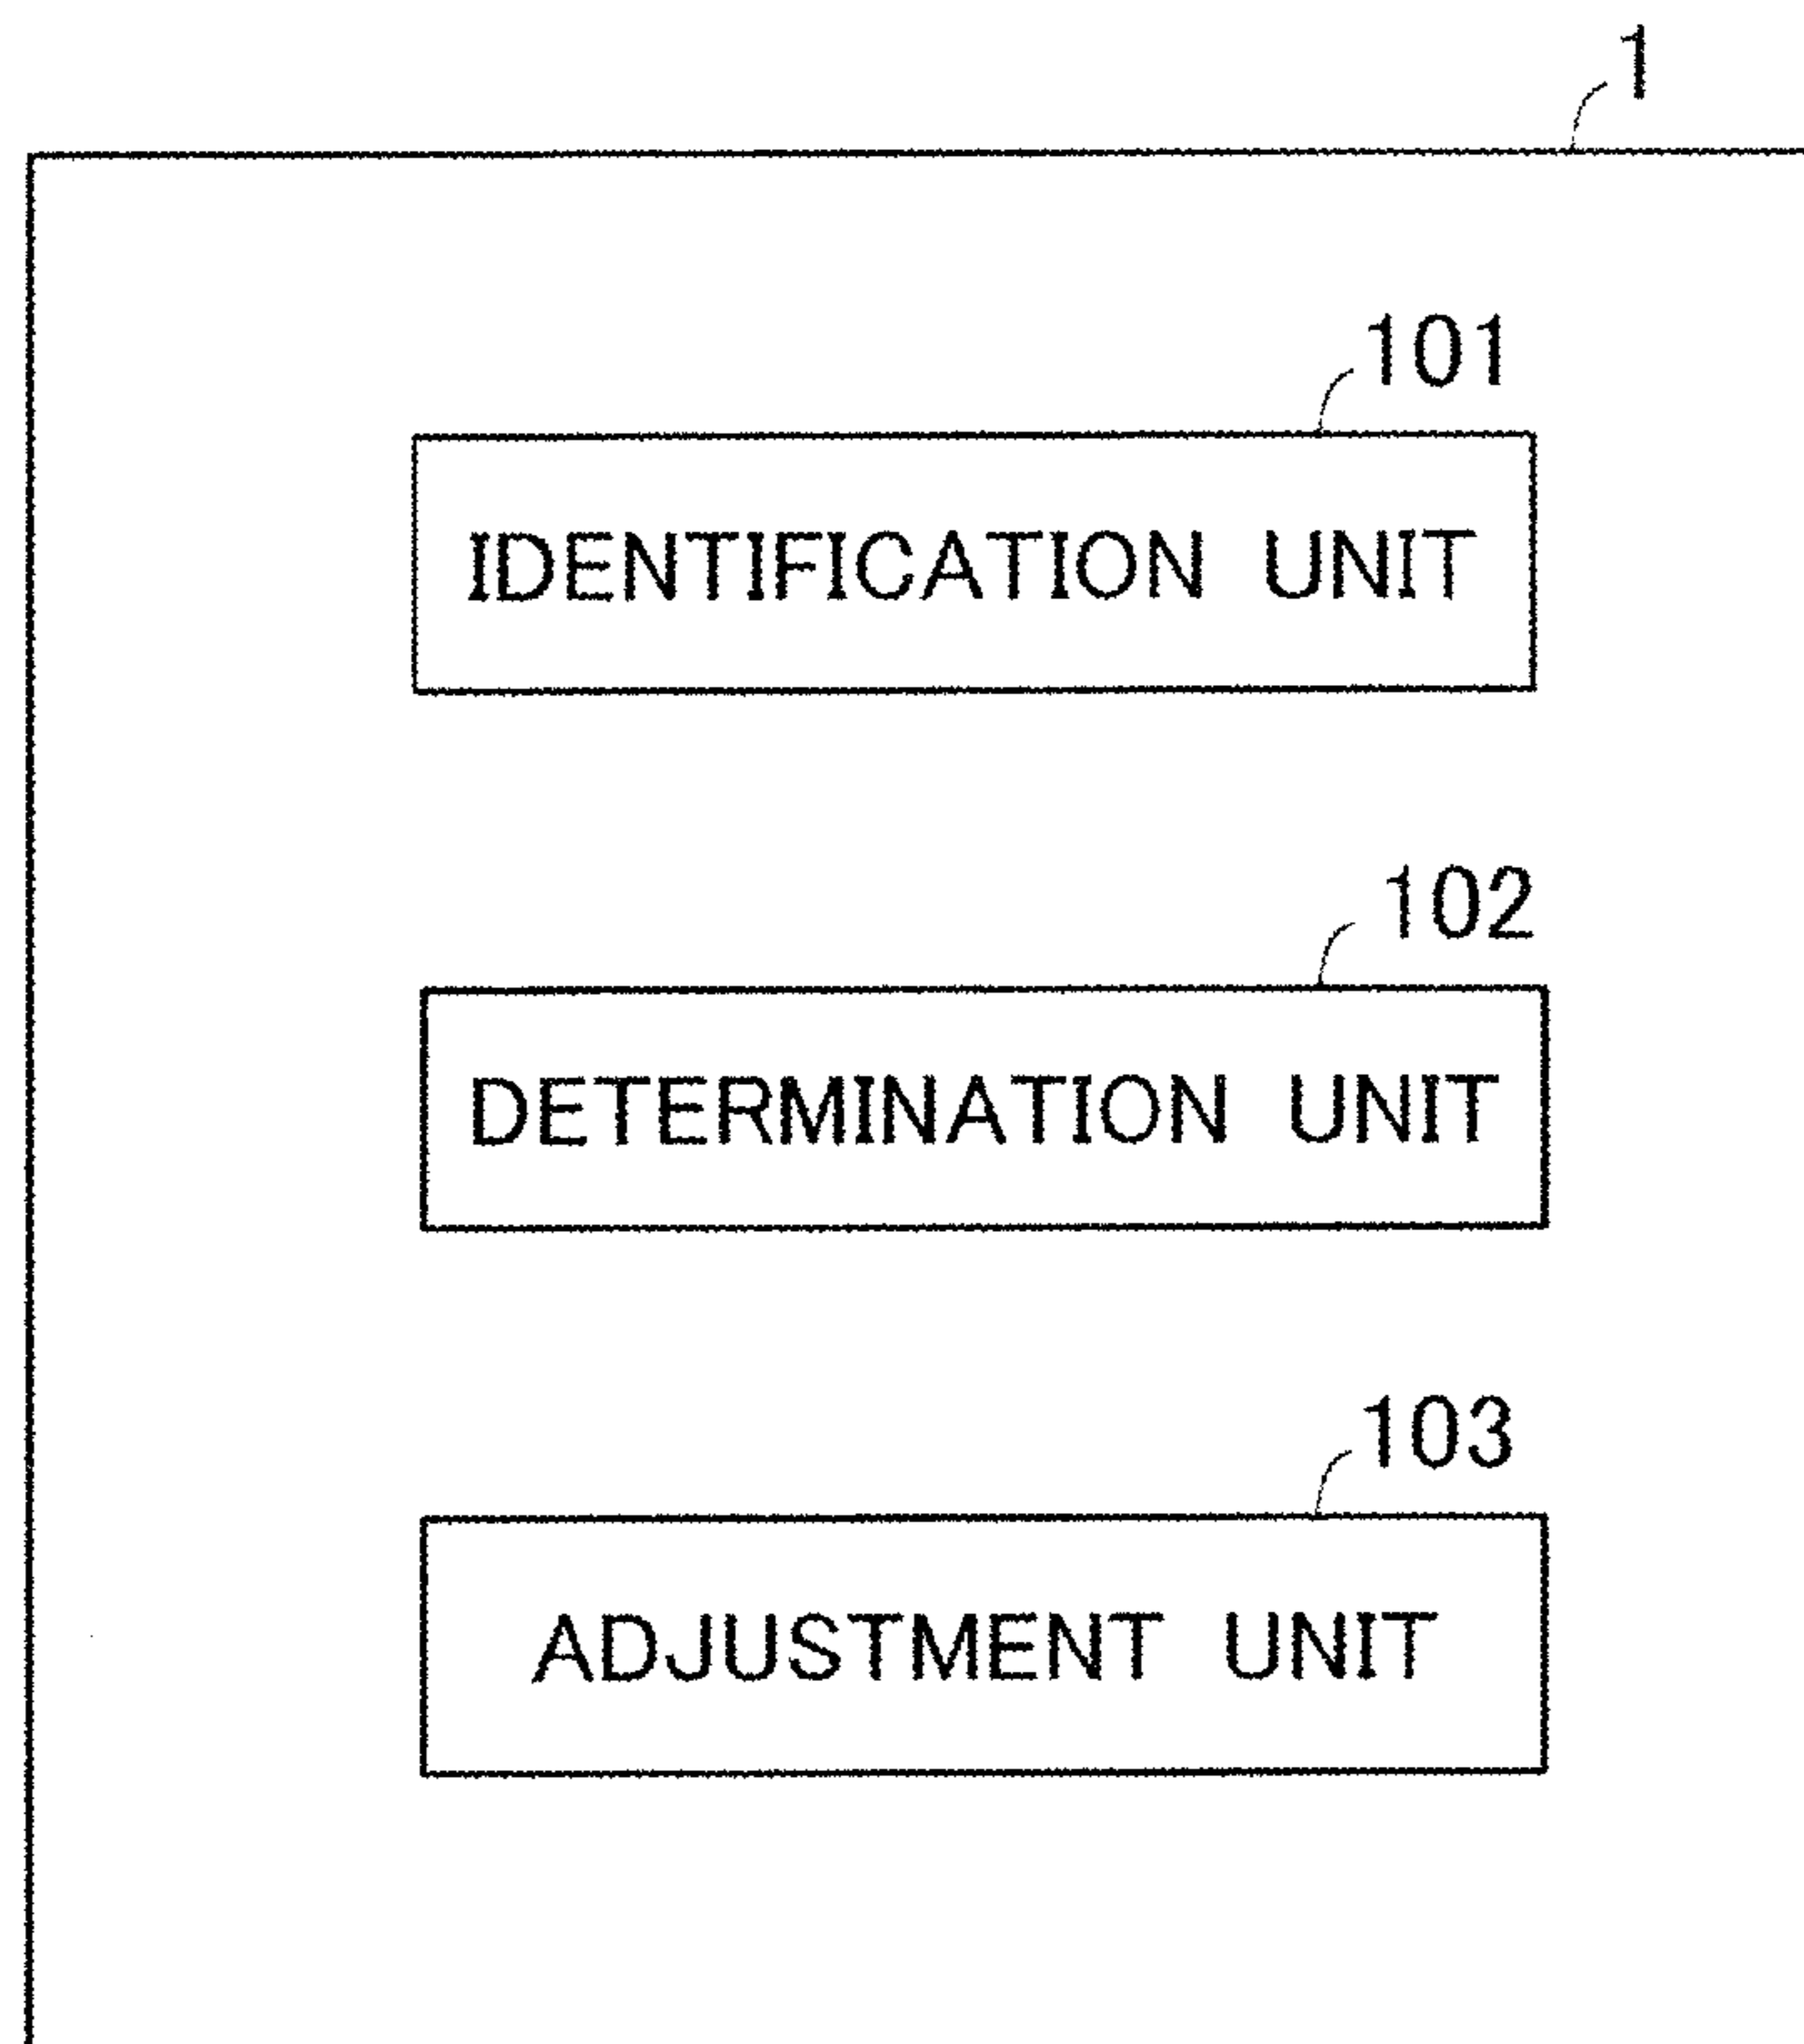 1
101
IDENTIFICATION UNIT
102
DETERMINATION UNIT
103
ADJUSTMENT UNIT